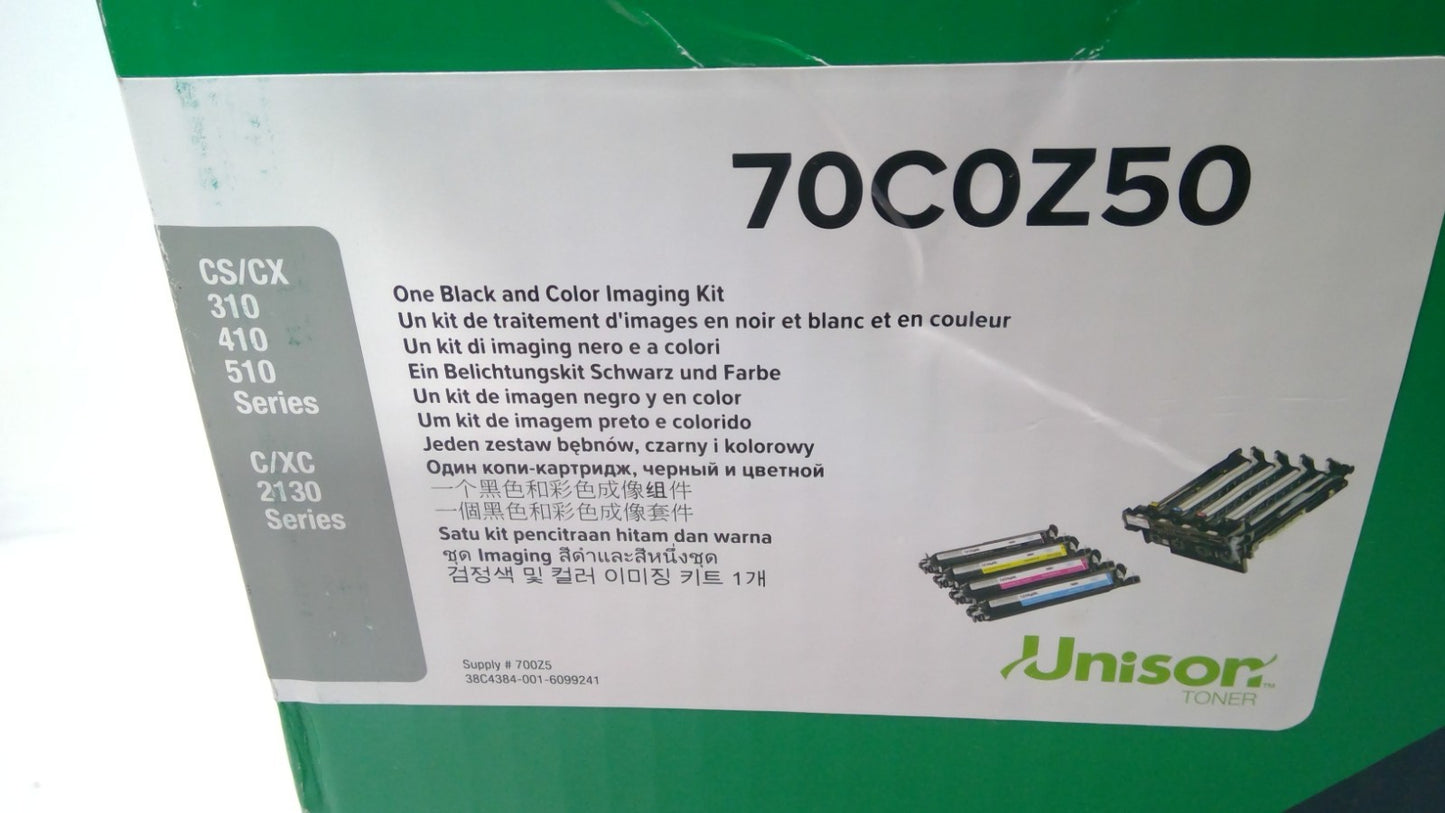 70C0Z50
CS/CX
310
410
510
Series
C/XC
2130
Series
One Black and Color Imaging Kit
Un kit de traitement d'images en noir et blanc et en couleur
Un kit di imaging nero e a colori
Ein Belichtungskit Schwarz und Farbe
Un kit de imagen negro y en color
Um kit de imagem preto e colorido
Jeden zestaw bębnów, czarny i kolorowy
Один копи-картридж, черный и цветной
一个黑色和彩色成像组件
一個黑色和彩色成像套件
Satu kit pencitraan hitam dan warna
ชุด Imaging สีดำและสีหนึ่งชุด
검정색 및 컬러 이미징 키트 1개
Supply # 700Z5
38C4384-001-6099241
Unison™
TONER